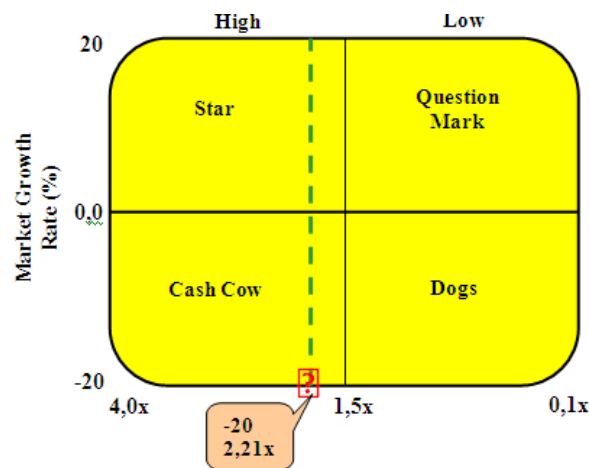 High Low
20
Star
Question
Mark
Market Growth
Rate (%)
0,0
Cash Cow
Dogs
-20
?
4,0x 1,5x 0,1x
-20
2,21x